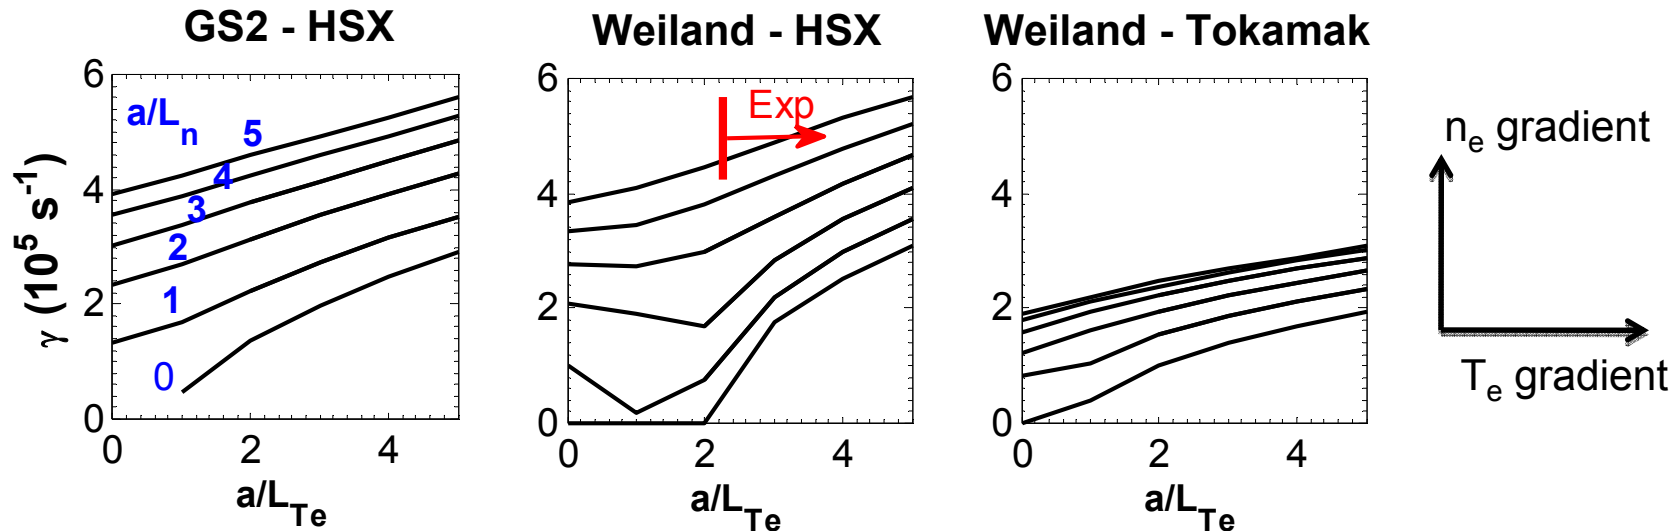 GS2 - HSX
Weiland - HSX
Weiland - Tokamak
γ (10^5 s^-1)
6
4
2
0
a/L_n
5
4
3
2
1
0
0 2 4
a/L_Te
6
4
2
0
Exp
0 2 4
a/L_Te
6
4
2
0
0 2 4
a/L_Te
n_e gradient
T_e gradient